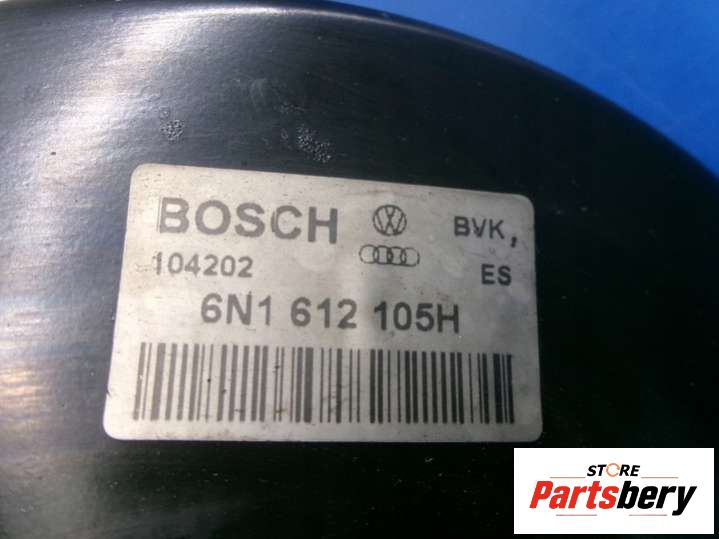 BOSCH BVK,
104202 ES
6N1 612 105H
STORE
Partsbery